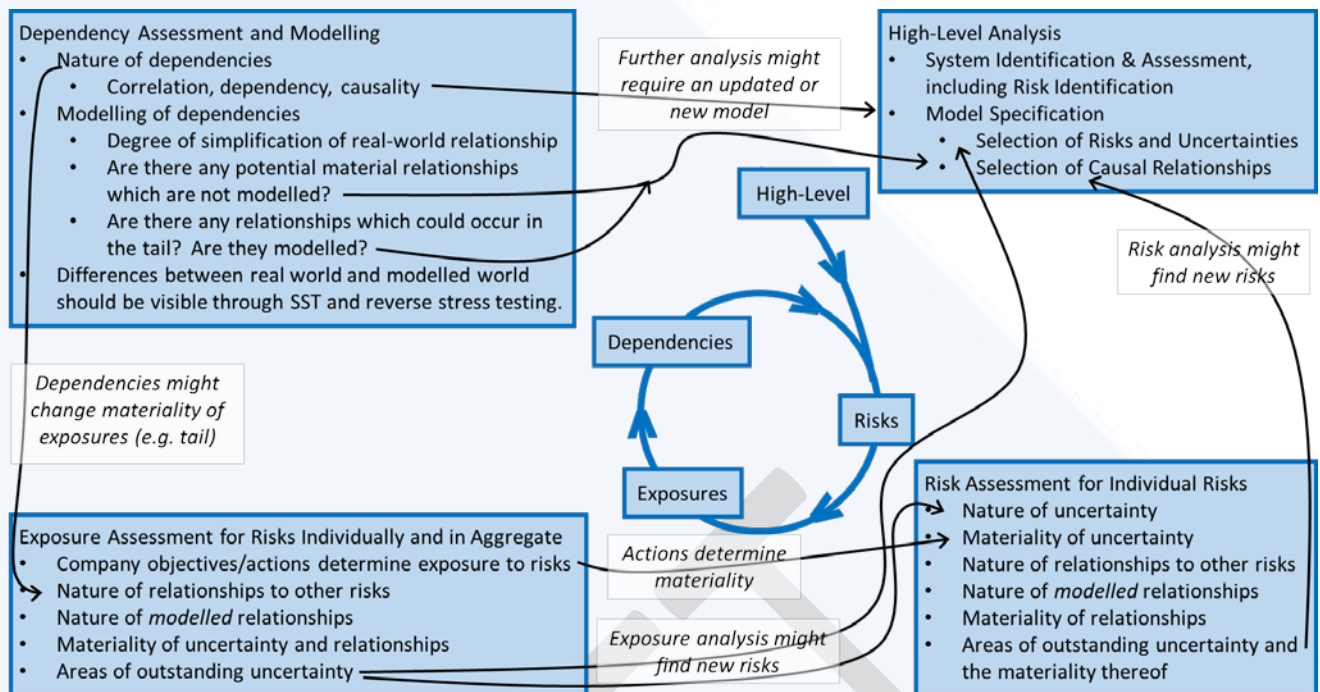 Dependency Assessment and Modelling
• Nature of dependencies
• Correlation, dependency, causality
• Modelling of dependencies
• Degree of simplification of real-world relationship
• Are there any potential material relationships
which are not modelled?
• Are there any relationships which could occur in
the tail? Are they modelled?
• Differences between real world and modelled world
should be visible through SST and reverse stress testing.
Further analysis might
require an updated or
new model
High-Level Analysis
• System Identification & Assessment,
including Risk Identification
• Model Specification
• Selection of Risks and Uncertainties
• Selection of Causal Relationships
High-Level
Risk analysis might
find new risks
Dependencies
Risks
Exposures
Dependencies might
change materiality of
exposures (e.g. tail)
Exposure Assessment for Risks Individually and in Aggregate
• Company objectives/actions determine exposure to risks
• Nature of relationships to other risks
• Nature of modelled relationships
• Materiality of uncertainty and relationships
• Areas of outstanding uncertainty
Actions determine
materiality
Exposure analysis might
find new risks
Risk Assessment for Individual Risks
• Nature of uncertainty
• Materiality of uncertainty
• Nature of relationships to other risks
• Nature of modelled relationships
• Materiality of relationships
• Areas of outstanding uncertainty and
the materiality thereof